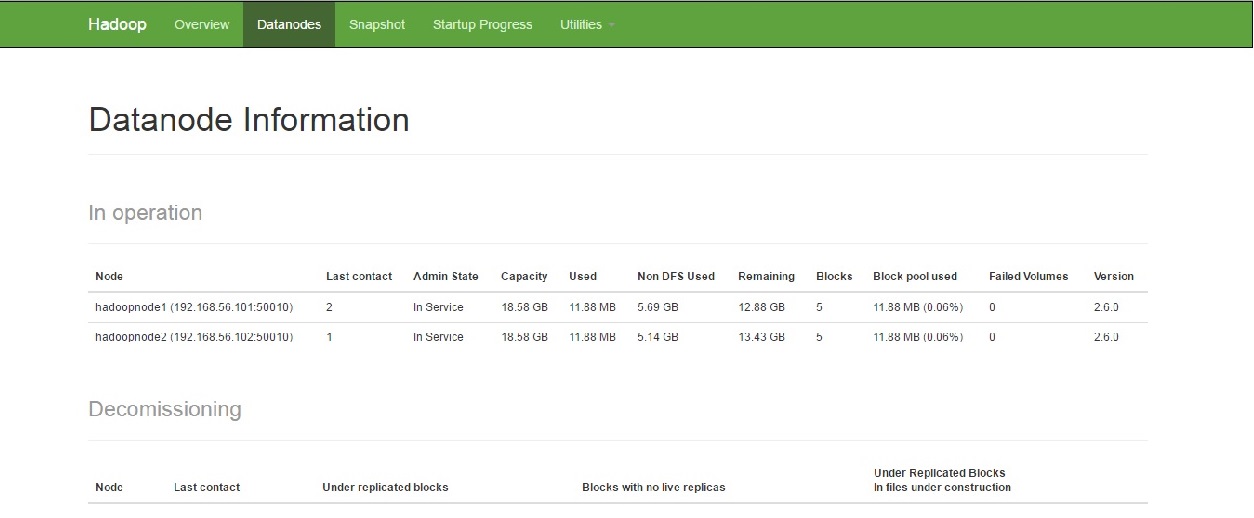 Hadoop Overview Datanodes Snapshot Startup Progress Utilities
Datanode Information
In operation
Node Last contact Admin State Capacity Used Non DFS Used Remaining Blocks Block pool used Failed Volumes Version
hadoopnode1 (192.168.56.101:50010) 2 In Service 18.58 GB 11.88 MB 5.69 GB 12.88 GB 5 11.88 MB (0.06%) 0 2.6.0
hadoopnode2 (192.168.56.102:50010) 1 In Service 18.58 GB 11.88 MB 5.14 GB 13.43 GB 5 11.88 MB (0.06%) 0 2.6.0
Decomissioning
Node Last contact Under replicated blocks Blocks with no live replicas Under Replicated Blocks
In files under construction